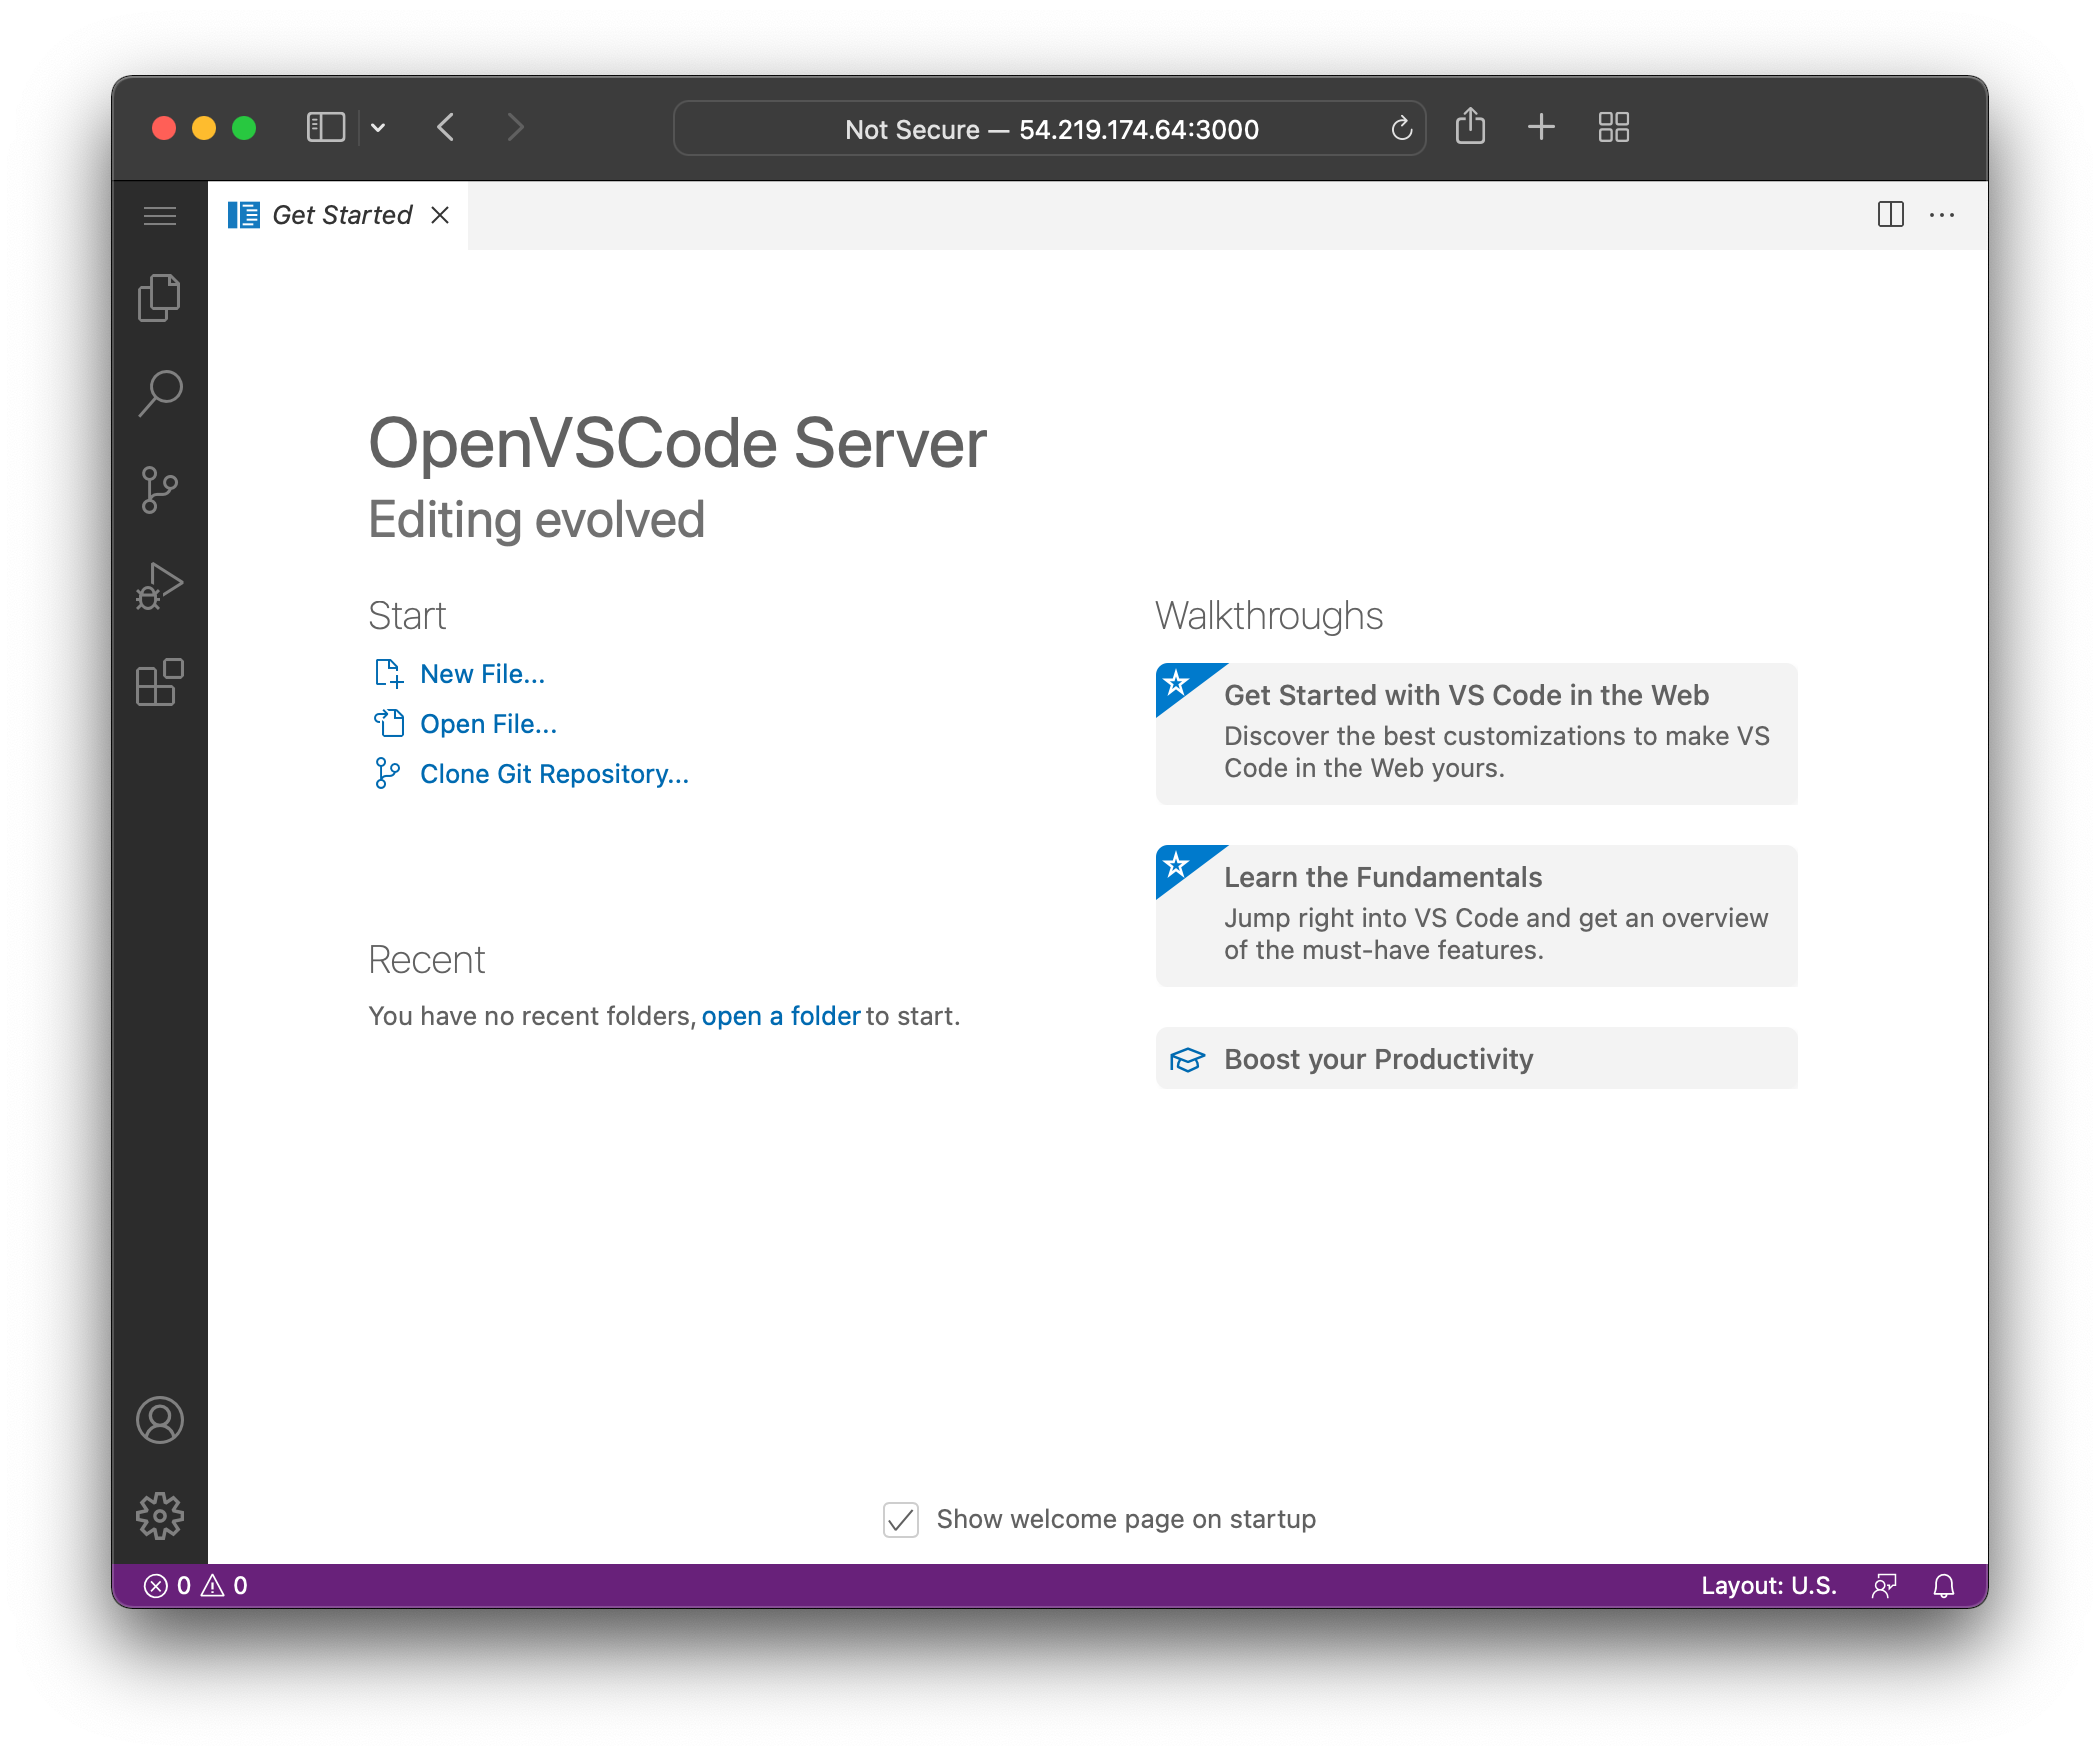 Not Secure — 54.219.174.64:3000
Get Started
OpenVSCode Server
Editing evolved
Start
New File...
Open File...
Clone Git Repository...
Recent
You have no recent folders, open a folder to start.
Walkthroughs
Get Started with VS Code in the Web
Discover the best customizations to make VS
Code in the Web yours.
Learn the Fundamentals
Jump right into VS Code and get an overview
of the must-have features.
Boost your Productivity
Show welcome page on startup
0 0
Layout: U.S.